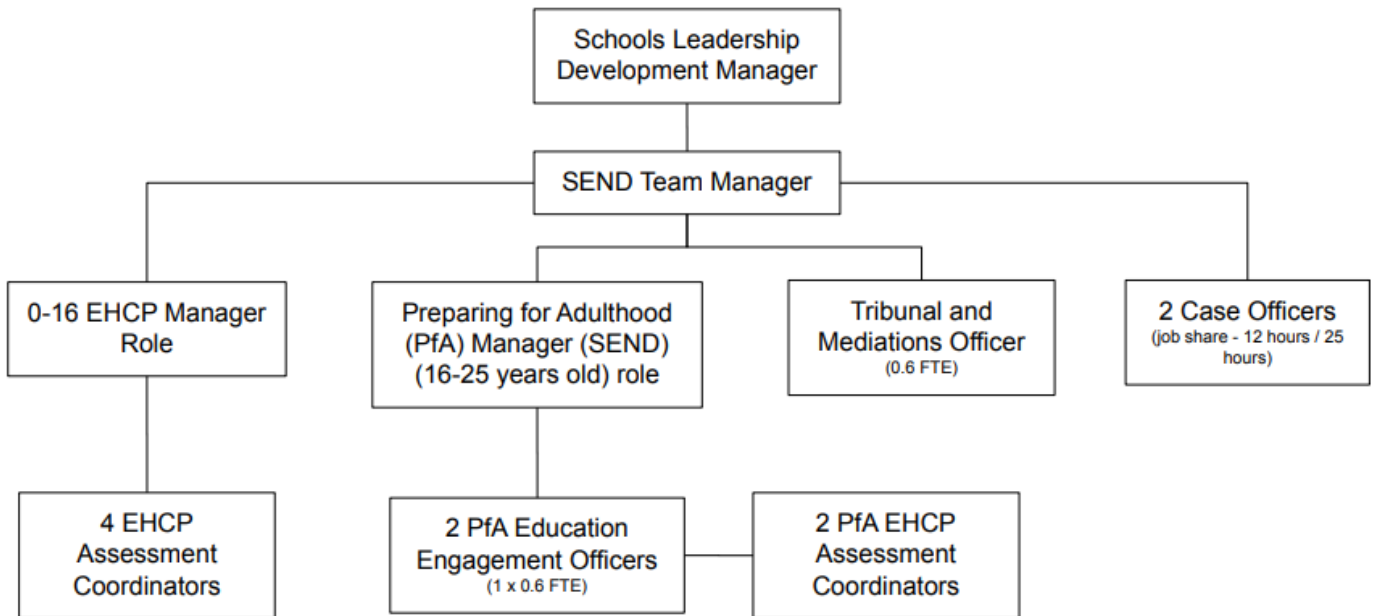 Schools Leadership
Development Manager
SEND Team Manager
0-16 EHCP Manager
Role
Preparing for Adulthood
(PfA) Manager (SEND)
(16-25 years old) role
Tribunal and
Mediations Officer
(0.6 FTE)
2 Case Officers
(job share - 12 hours / 25
hours)
4 EHCP
Assessment
Coordinators
2 PfA Education
Engagement Officers
(1 x 0.6 FTE)
2 PfA EHCP
Assessment
Coordinators